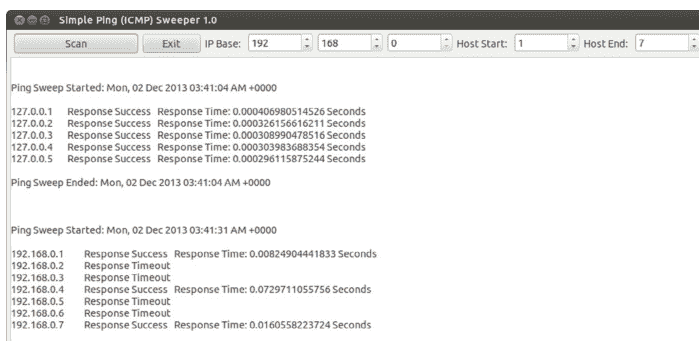 Simple Ping (ICMP) Sweeper 1.0
Scan Exit IP Base: 192 168 0 Host Start: 1 Host End: 7
Ping Sweep Started: Mon, 02 Dec 2013 03:41:04 AM +0000
127.0.0.1 Response Success Response Time: 0.000406980514526 Seconds
127.0.0.2 Response Success Response Time: 0.000326156616211 Seconds
127.0.0.3 Response Success Response Time: 0.000308990478516 Seconds
127.0.0.4 Response Success Response Time: 0.000303983688354 Seconds
127.0.0.5 Response Success Response Time: 0.000296115875244 Seconds
Ping Sweep Ended: Mon, 02 Dec 2013 03:41:04 AM +0000
Ping Sweep Started: Mon, 02 Dec 2013 03:41:31 AM +0000
192.168.0.1 Response Success Response Time: 0.00824904441833 Seconds
192.168.0.2 Response Timeout
192.168.0.3 Response Timeout
192.168.0.4 Response Success Response Time: 0.0729711055756 Seconds
192.168.0.5 Response Timeout
192.168.0.6 Response Timeout
192.168.0.7 Response Success Response Time: 0.0160558223724 Seconds